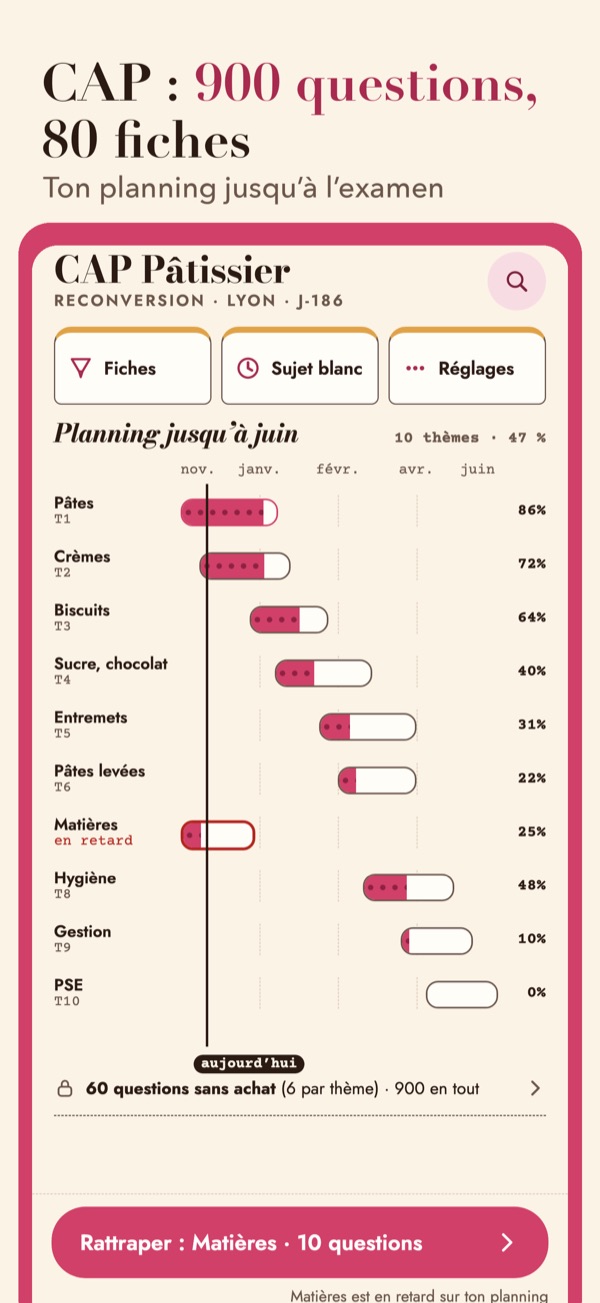 CAP : 900 questions,
80 fiches
Ton planning jusqu’à l’examen
CAP Pâtissier
RECONVERSION · LYON · J-186
Fiches
Sujet blanc
Réglages
Planning jusqu’à juin
10 thèmes · 47 %
nov. janv. févr. avr. juin
Pâtes
T1
86%
Crèmes
T2
72%
Biscuits
T3
64%
Sucre, chocolat
T4
40%
Entremets
T5
31%
Pâtes levées
T6
22%
Matières
en retard
25%
Hygiène
T8
48%
Gestion
T9
10%
PSE
T10
0%
aujourd’hui
60 questions sans achat (6 par thème) · 900 en tout
Rattraper : Matières · 10 questions
Matières est en retard sur ton planning